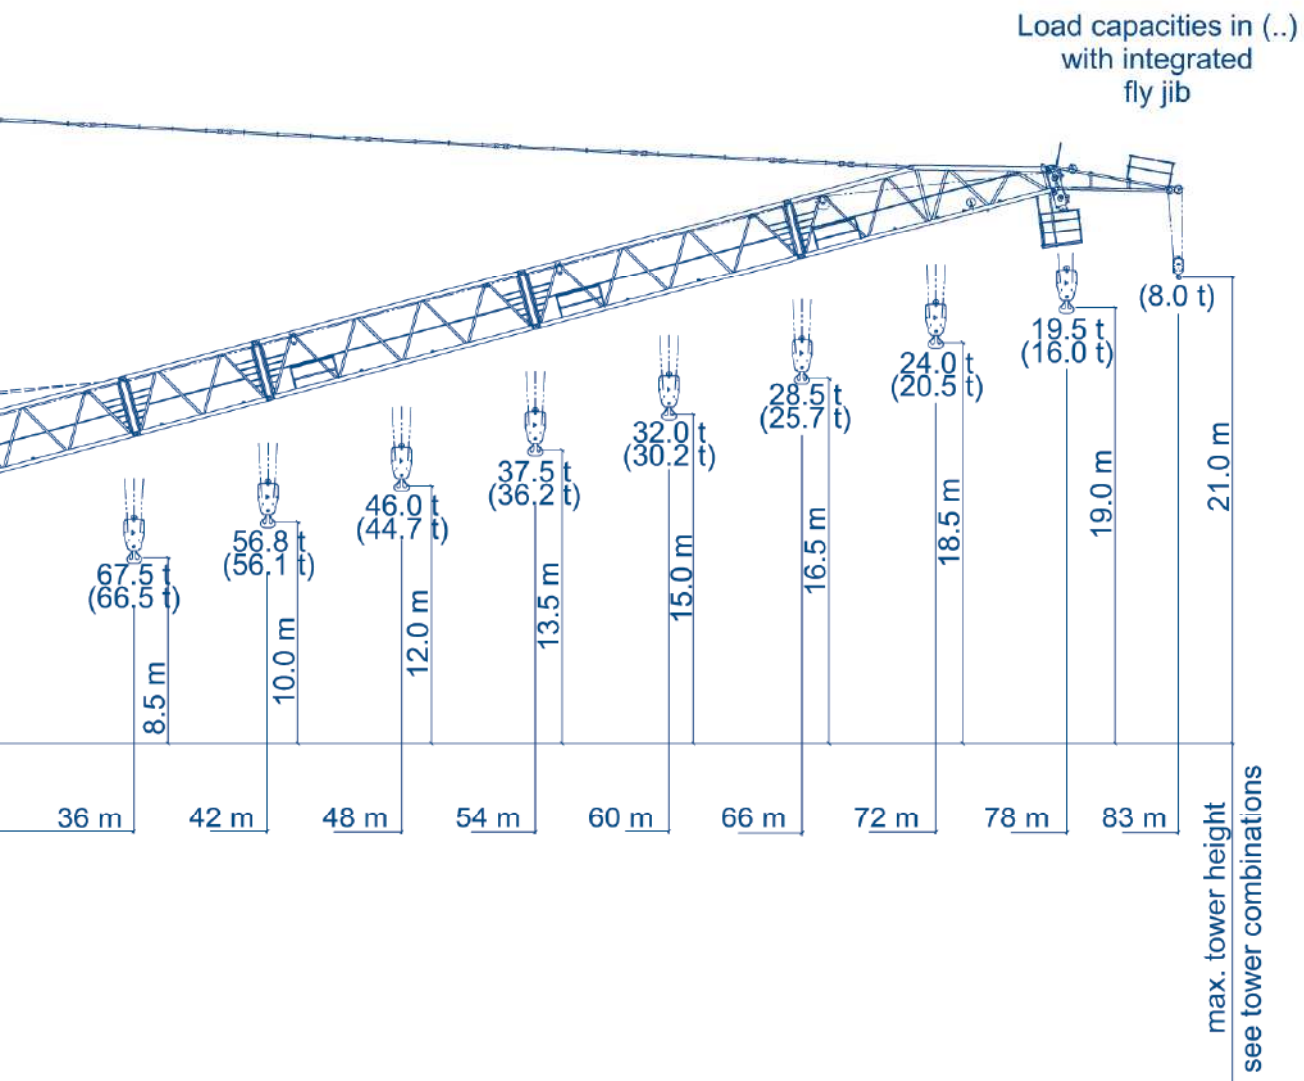 Load capacities in (..)
with integrated
fly jib
(8.0 t)
19.5 t
(16.0 t)
24.0 t
(20.5 t)
28.5 t
(25.7 t)
32.0 t
(30.2 t)
37.5 t
(36.2 t)
46.0 t
(44.7 t)
56.8 t
(56.1 t)
67.5 t
(66.5 t)
8.5 m
10.0 m
12.0 m
13.5 m
15.0 m
16.5 m
18.5 m
19.0 m
21.0 m
36 m
42 m
48 m
54 m
60 m
66 m
72 m
78 m
83 m
max. tower height
see tower combinations